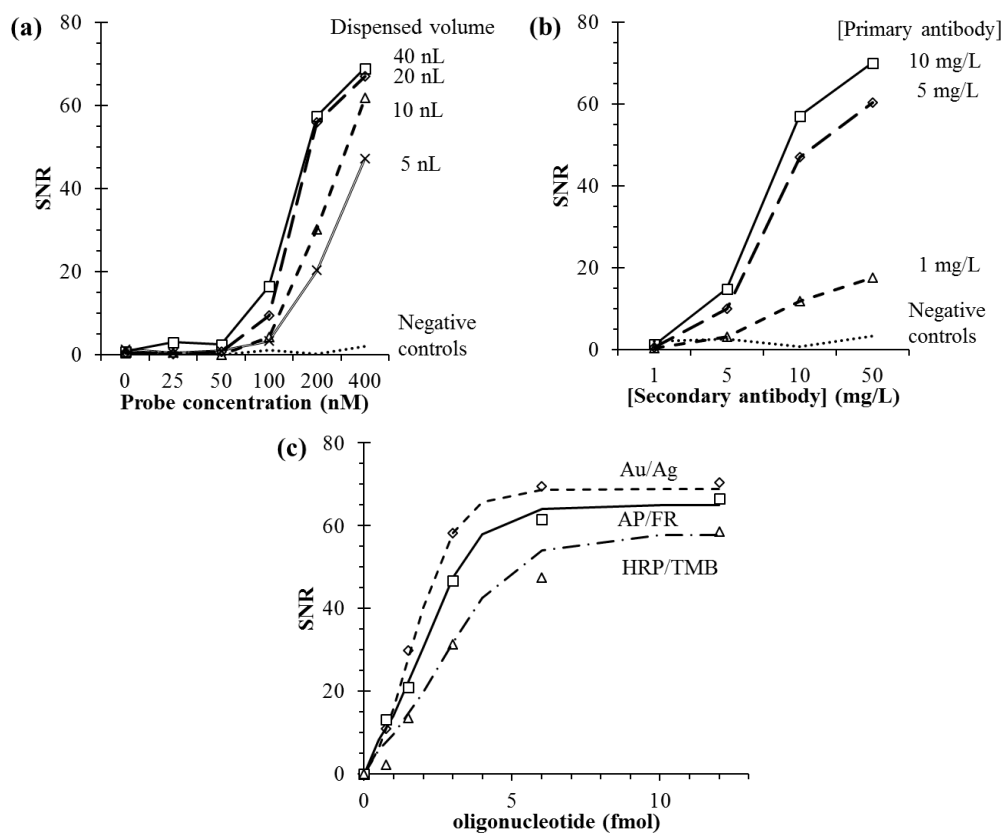 (a)
Dispensed volume
40 nL
20 nL
10 nL
5 nL
Negative
controls
SNR
80
60
40
20
0
0 25 50 100 200 400
Probe concentration (nM)
(b)
[Primary antibody]
10 mg/L
5 mg/L
1 mg/L
Negative
controls
SNR
80
60
40
20
0
1 5 10 50
[Secondary antibody] (mg/L)
(c)
Au/Ag
AP/FR
HRP/TMB
SNR
80
60
40
20
0
0 5 10
oligonucleotide (fmol)